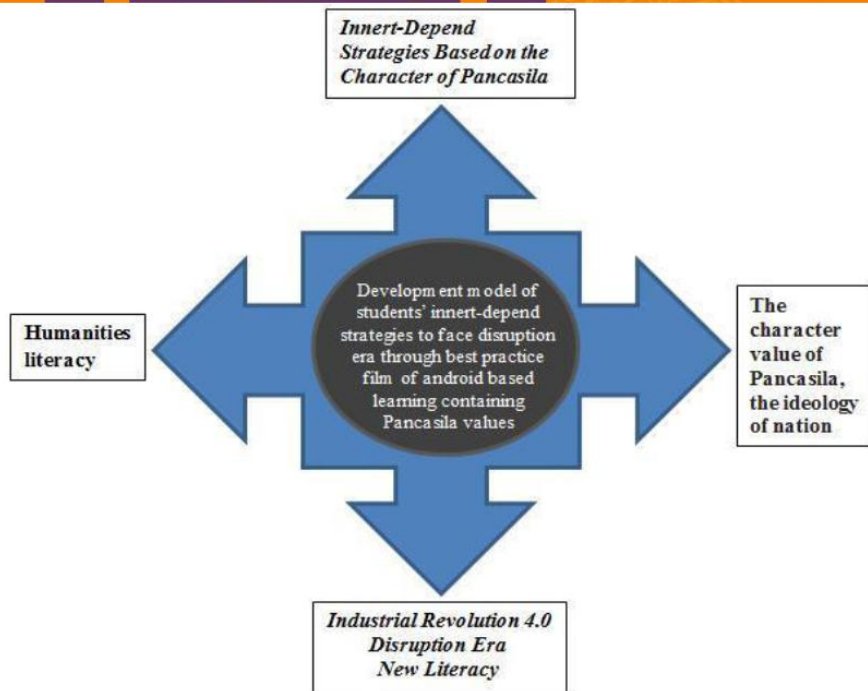 Innert-Depend
Strategies Based on the
Character of Pancasila
Development model of
students' innert-depend
strategies to face disruption
era through best practice
film of android based
learning containing
Pancasila values
Humanities
literacy
The
character
value of
Pancasila,
the ideology
of nation
Industrial Revolution 4.0
Disruption Era
New Literacy